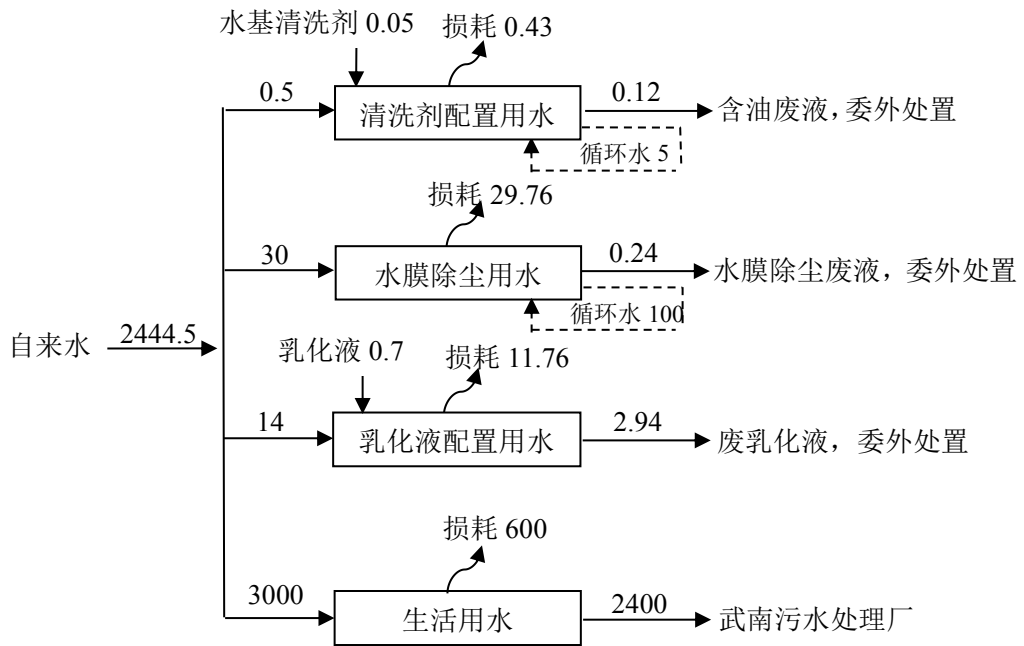 水基清洗剂 0.05
损耗 0.43
0.5
清洗剂配置用水
0.12
含油废液，委外处置
循环水 5
损耗 29.76
30
水膜除尘用水
0.24
水膜除尘废液，委外处置
循环水 100
自来水
2444.5
乳化液 0.7
损耗 11.76
14
乳化液配置用水
2.94
废乳化液，委外处置
损耗 600
3000
生活用水
2400
武南污水处理厂